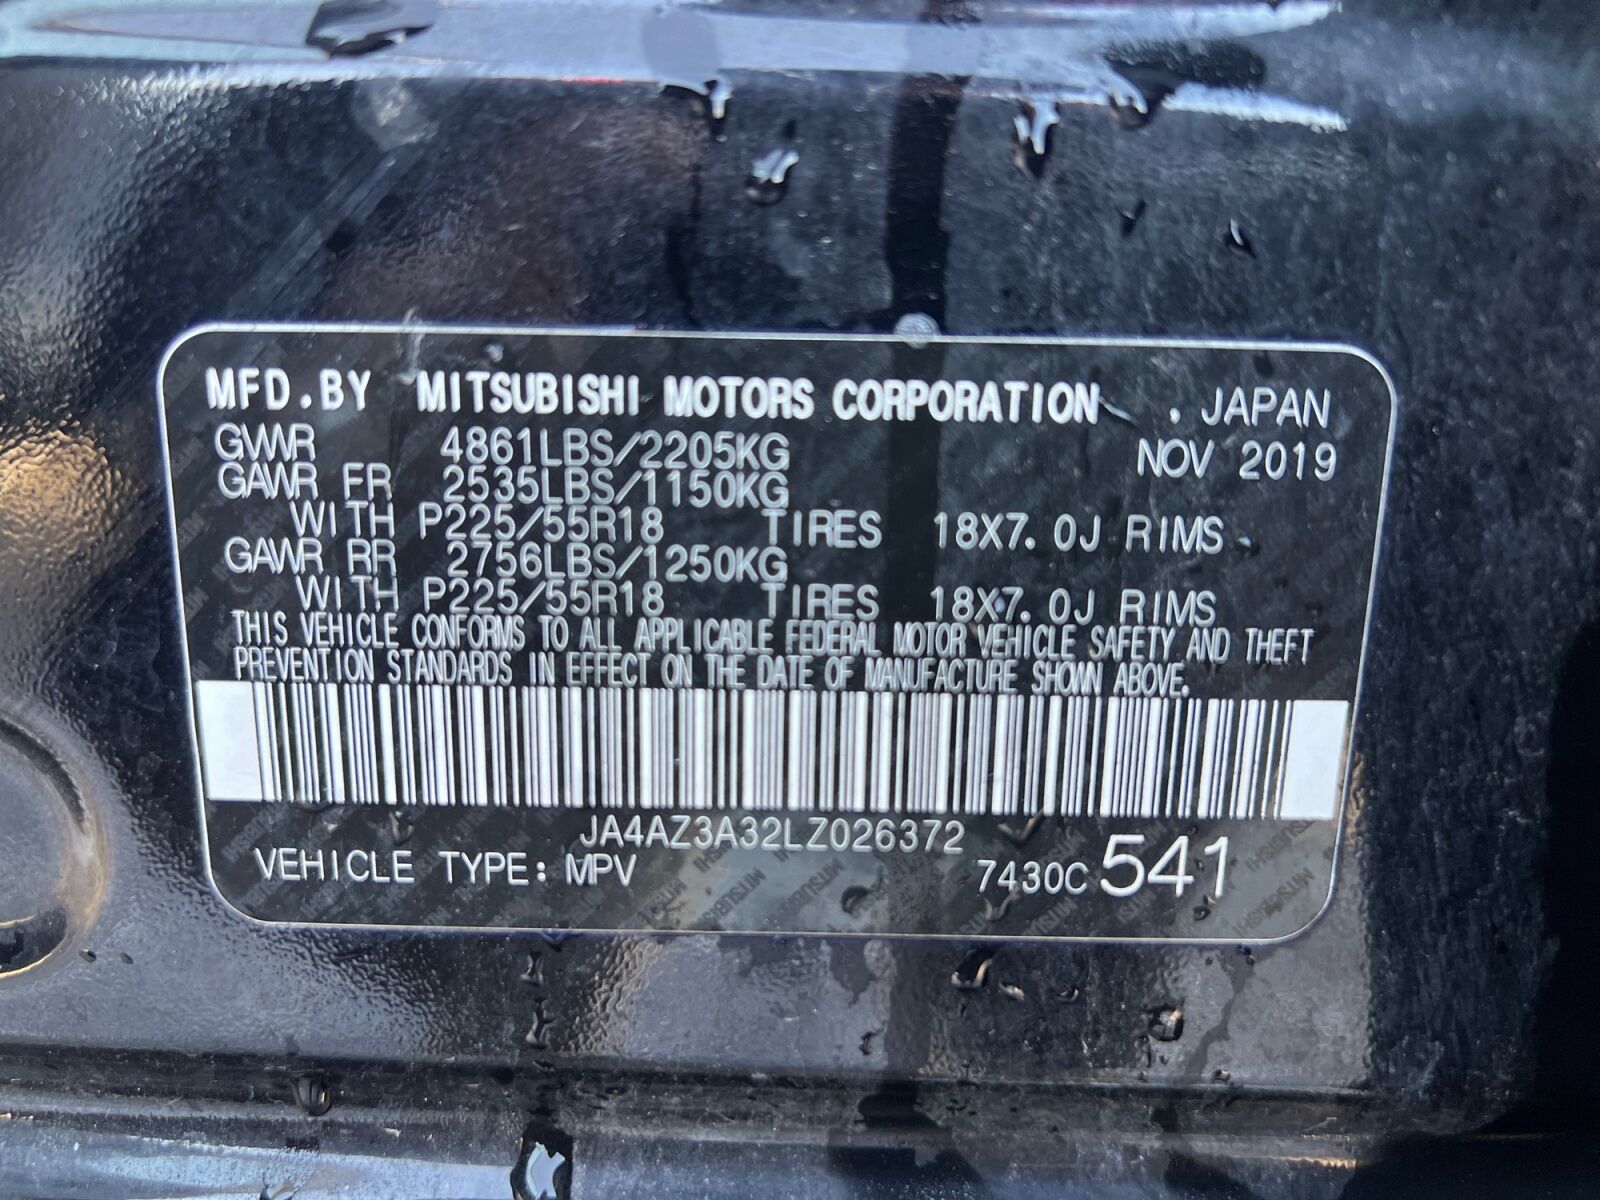 MFD.BY MITSUBISHI MOTORS CORPORATION , JAPAN
GVWR 4861LBS/2205KG NOV 2019
GAWR FR 2535LBS/1150KG
WITH P225/55R18 TIRES 18X7.0J RIMS
GAWR RR 2756LBS/1250KG
WITH P225/55R18 TIRES 18X7.0J RIMS
THIS VEHICLE CONFORMS TO ALL APPLICABLE FEDERAL MOTOR VEHICLE SAFETY AND THEFT
PREVENTION STANDARDS IN EFFECT ON THE DATE OF MANUFACTURE SHOWN ABOVE.
JA4AZ3A32LZ026372
VEHICLE TYPE: MPV 7430C 541